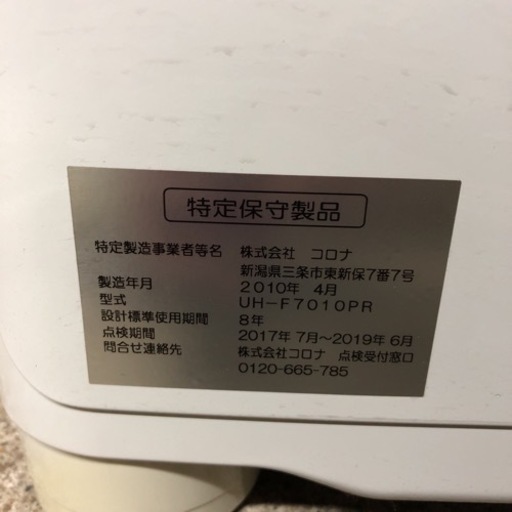 特定保守製品
特定製造事業者等名 株式会社 コロナ
新潟県三条市東新保7番7号
製造年月 2010年 4月
型式 UH-F7010PR
設計標準使用期間 8年
点検期間 2017年 7月～2019年 6月
問合せ連絡先 株式会社コロナ 点検受付窓口
0120-665-785